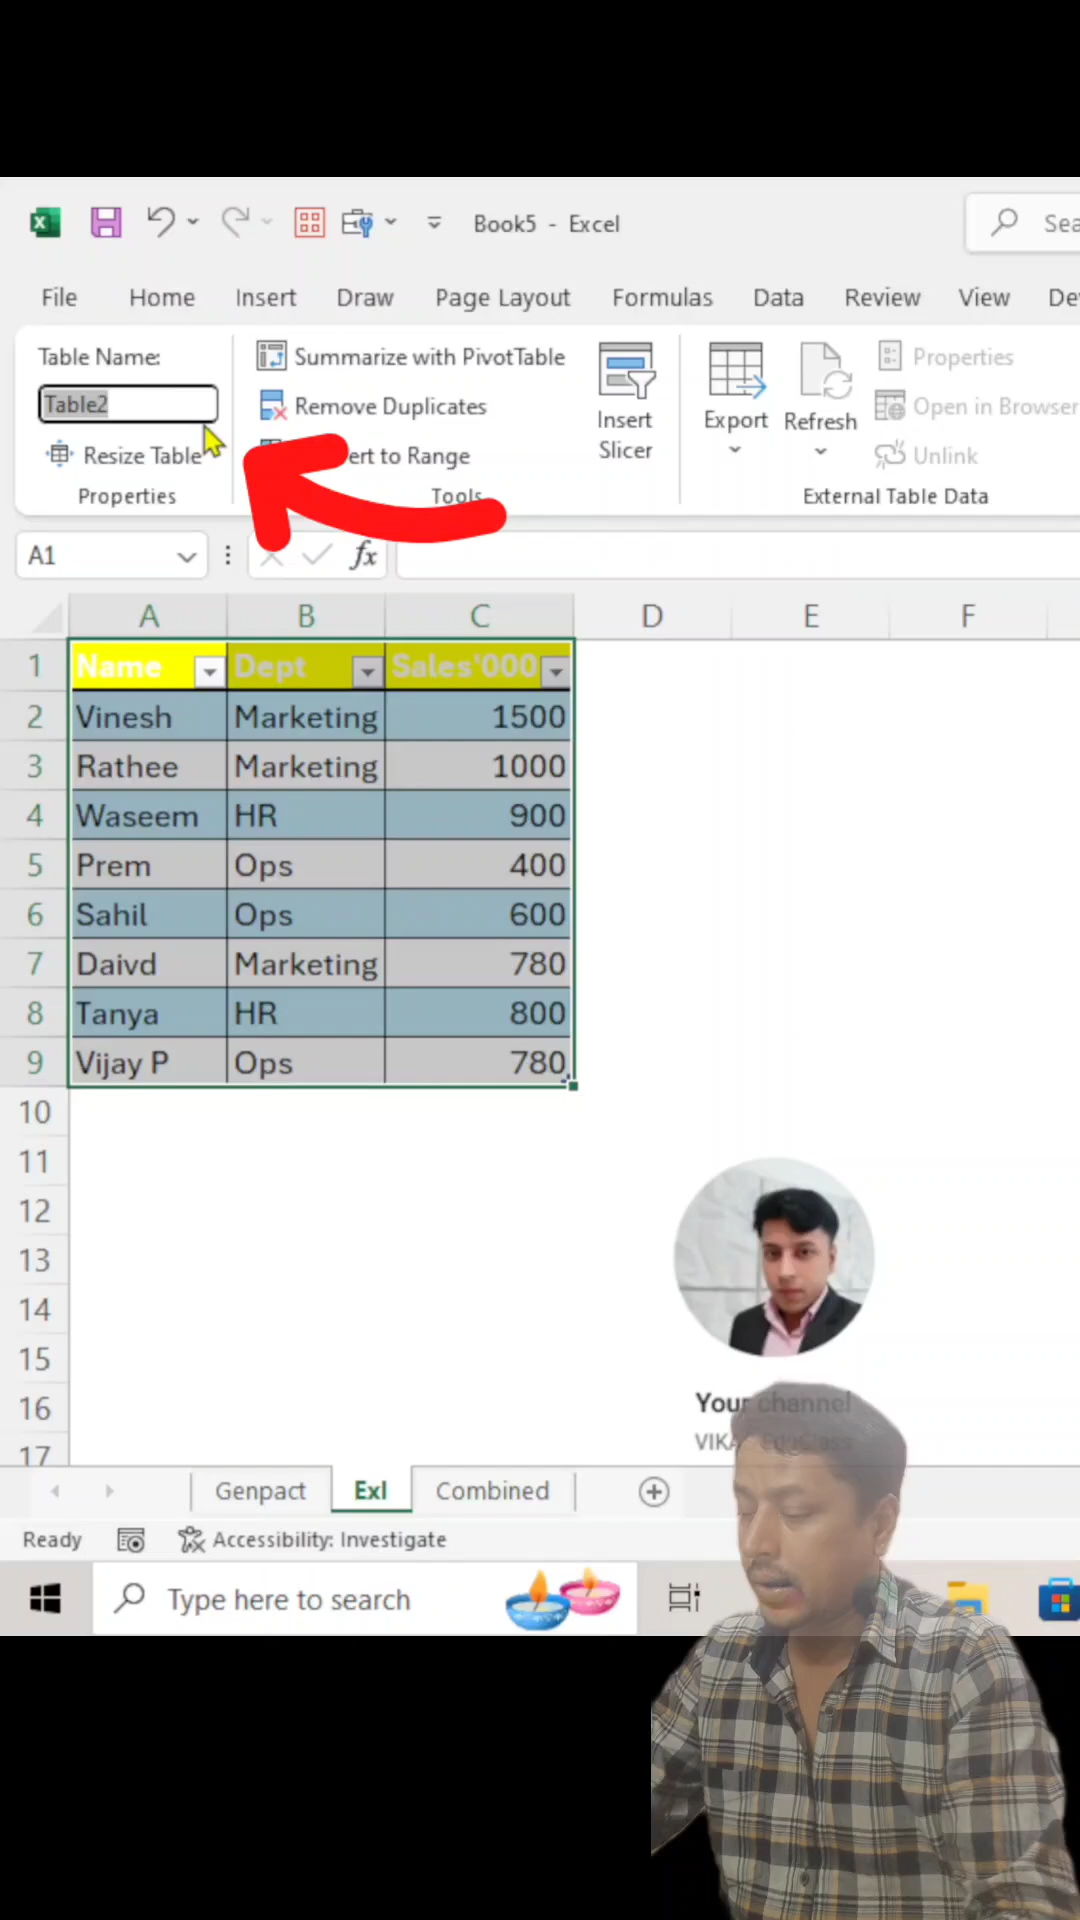 Book5 - Excel
Sea
File Home Insert Draw Page Layout Formulas Data Review View De
Table Name:
Table2
Resize Table
Properties
Summarize with PivotTable
Remove Duplicates
ert to Range
Tools
Insert
Slicer
Export
Refresh
Properties
Open in Browser
Unlink
External Table Data
A1 fx
A B C D E F
1 Name Dept Sales'000
2 Vinesh Marketing 1500
3 Rathee Marketing 1000
4 Waseem HR 900
5 Prem Ops 400
6 Sahil Ops 600
7 Daivd Marketing 780
8 Tanya HR 800
9 Vijay P Ops 780
10
11
12
13
14
15
16
17
Your channel
Genpact Exl Combined
Ready Accessibility: Investigate
Type here to search